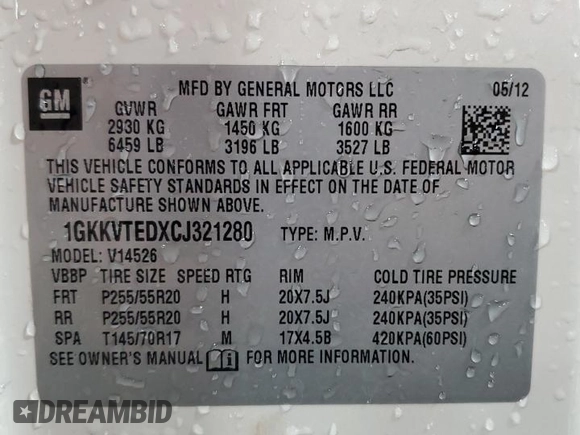 GM
MFD BY GENERAL MOTORS LLC 05/12
GVWR GAWR FRT GAWR RR
2930 KG 1450 KG 1600 KG
6459 LB 3196 LB 3527 LB
THIS VEHICLE CONFORMS TO ALL APPLICABLE U.S. FEDERAL MOTOR
VEHICLE SAFETY STANDARDS IN EFFECT ON THE DATE OF
MANUFACTURE SHOWN ABOVE.
1GKKVTEDXCJ321280 TYPE: M.P.V.
MODEL: V14526
VBBP TIRE SIZE SPEED RTG RIM COLD TIRE PRESSURE
FRT P255/55R20 H 20X7.5J 240KPA(35PSI)
RR P255/55R20 H 20X7.5J 240KPA(35PSI)
SPA T145/70R17 M 17X4.5B 420KPA(60PSI)
SEE OWNER'S MANUAL FOR MORE INFORMATION.
DREAMBID